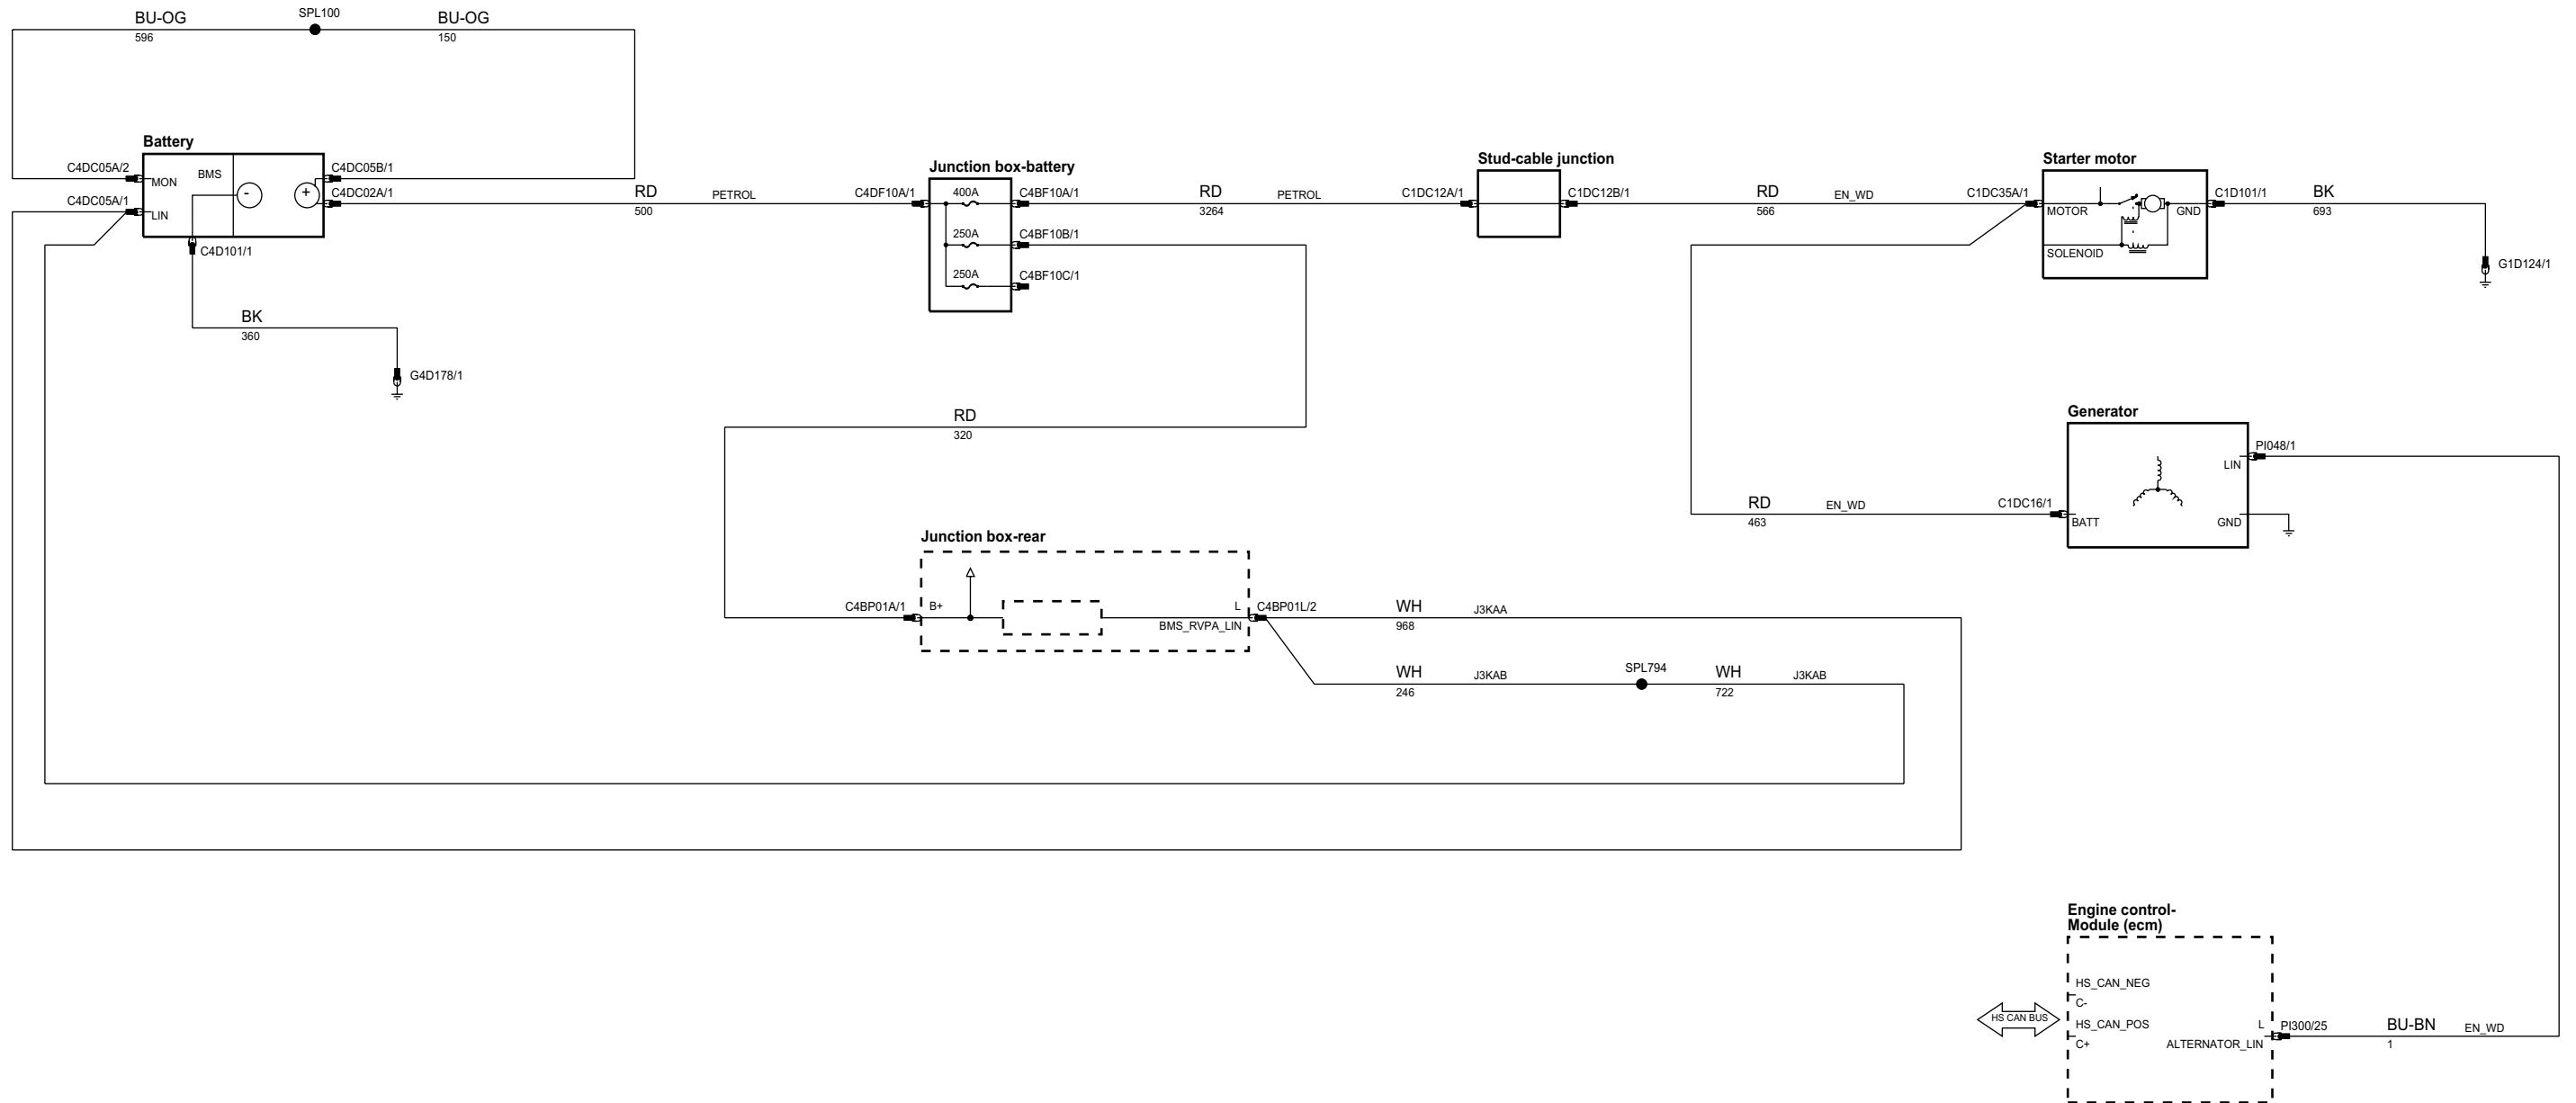 BU-OG
SPL100
BU-OG
596
150
Battery
C4DC05A/2
BMS
C4DC05B/1
MON
-
+
C4DC02A/1
C4DC05A/1
LIN
C4D101/1
RD
PETROL
500
BK
360
G4D178/1
Junction box-battery
C4DF10A/1
400A
C4BF10A/1
250A
C4BF10B/1
250A
C4BF10C/1
RD
PETROL
3264
Stud-cable junction
C1DC12A/1
C1DC12B/1
RD
EN_WD
566
Starter motor
C1DC35A/1
MOTOR
GND
C1D101/1
SOLENOID
BK
693
G1D124/1
RD
320
Generator
PI048/1
LIN
RD
EN_WD
C1DC16/1
463
BATT
GND
Junction box-rear
C4BP01A/1
B+
L
C4BP01L/2
BMS_RVPA_LIN
WH
J3KAA
968
WH
J3KAB
SPL794
WH
J3KAB
246
722
Engine control-
Module (ecm)
HS_CAN_NEG
C-
HS CAN BUS
HS_CAN_POS
C+
L
PI300/25
ALTERNATOR_LIN
BU-BN
EN_WD
1